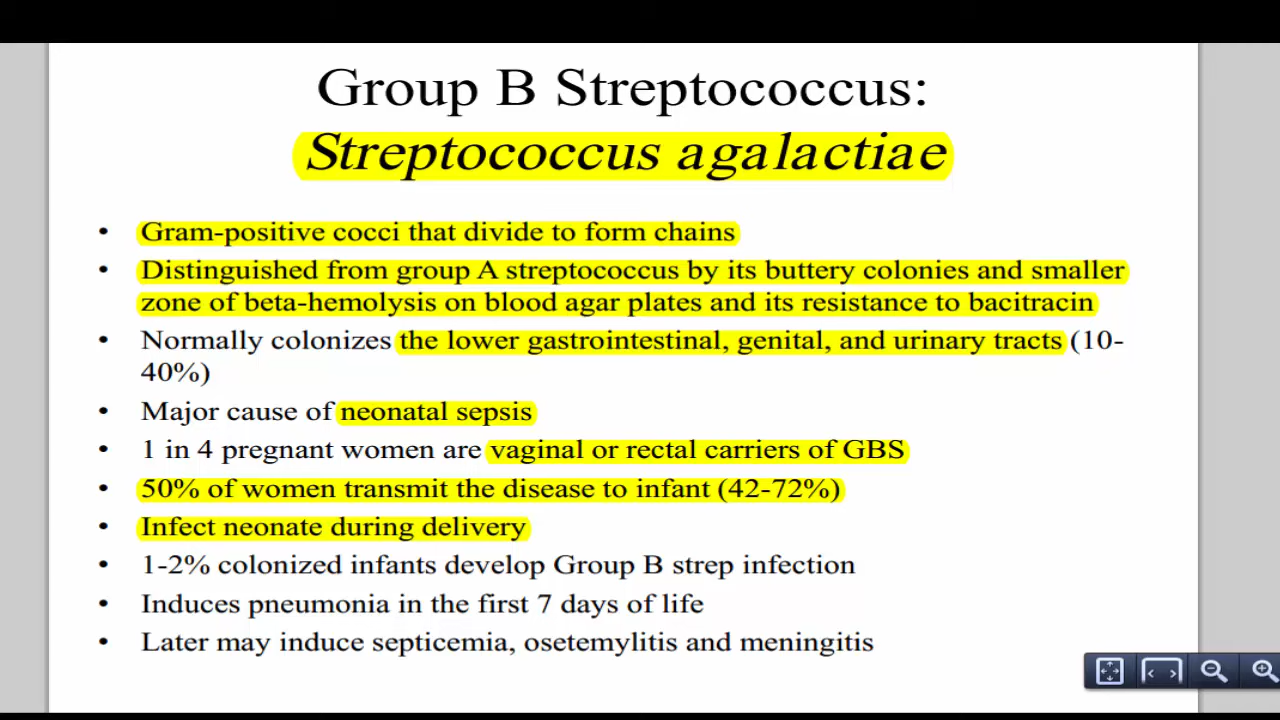 Group B Streptococcus:
Streptococcus agalactiae
• Gram-positive cocci that divide to form chains
• Distinguished from group A streptococcus by its buttery colonies and smaller
zone of beta-hemolysis on blood agar plates and its resistance to bacitracin
• Normally colonizes the lower gastrointestinal, genital, and urinary tracts (10-
40%)
• Major cause of neonatal sepsis
• 1 in 4 pregnant women are vaginal or rectal carriers of GBS
• 50% of women transmit the disease to infant (42-72%)
• Infect neonate during delivery
• 1-2% colonized infants develop Group B strep infection
• Induces pneumonia in the first 7 days of life
• Later may induce septicemia, osetemylitis and meningitis